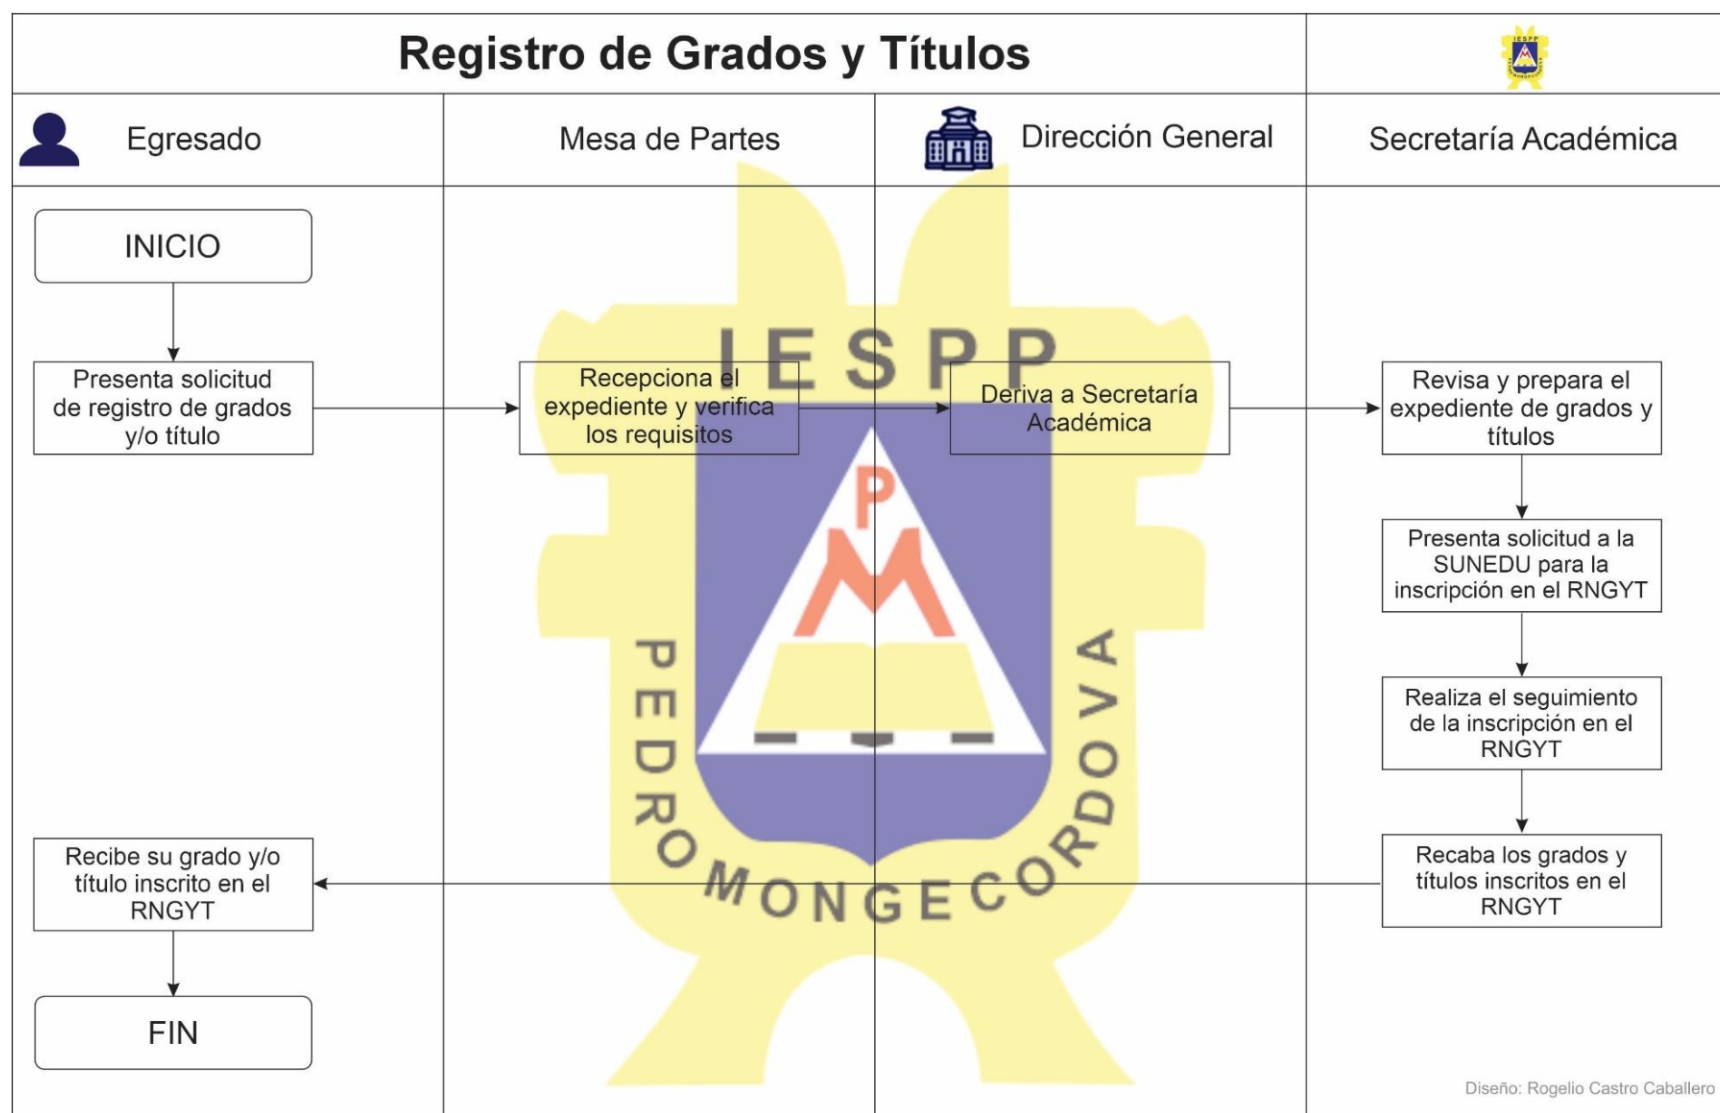 Registro de Grados y Títulos
IESPP
PEDROMONGECORDOVA
Egresado
Mesa de Partes
Dirección General
Secretaría Académica
INICIO
Presenta solicitud
de registro de grados
y/o título
Recepciona el
expediente y verifica
los requisitos
Deriva a Secretaría
Académica
Revisa y prepara el
expediente de grados y
títulos
Presenta solicitud a la
SUNEDU para la
inscripción en el RNGYT
Realiza el seguimiento
de la inscripción en el
RNGYT
Recaba los grados y
títulos inscritos en el
RNGYT
Recibe su grado y/o
título inscrito en el
RNGYT
FIN
IESPP
P
M
PEDROMONGECORDOVA
Diseño: Rogelio Castro Caballero